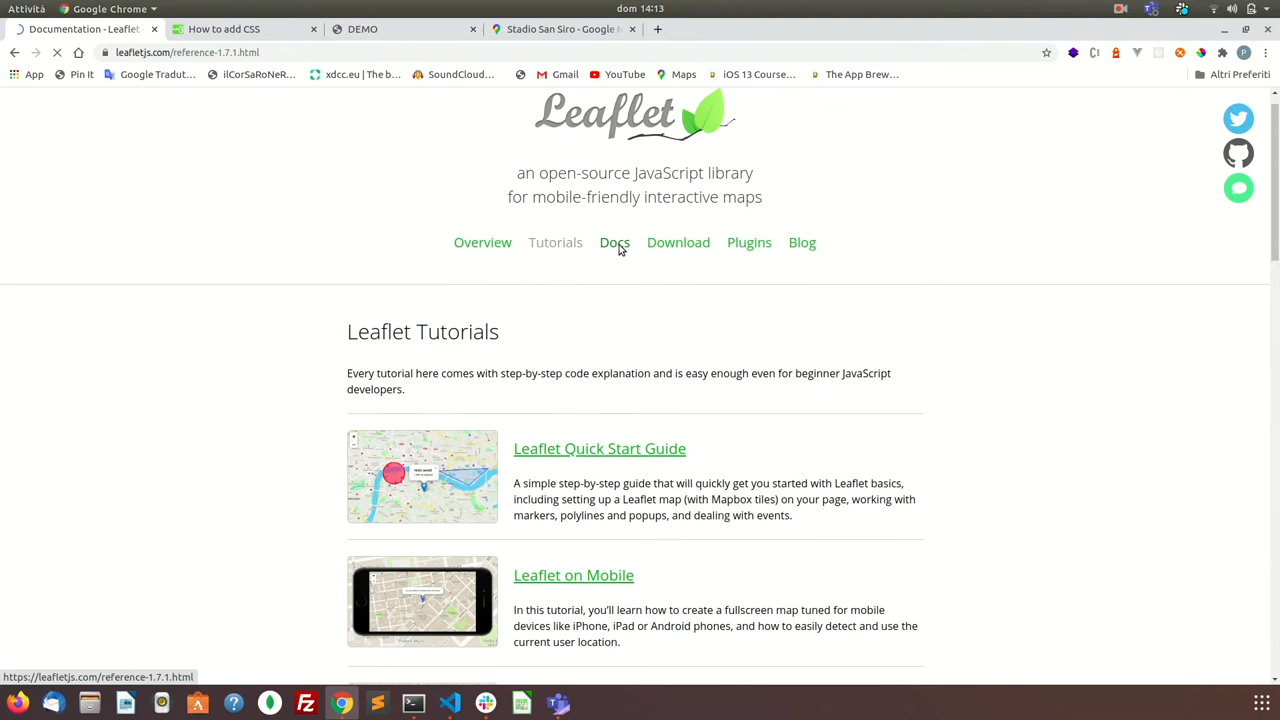 Attività
Google Chrome
dom 14:13
Documentation - Leaflet
How to add CSS
DEMO
Stadio San Siro - Google M
leafletjs.com/reference-1.7.1.html
App
Pin It
Google Tradut...
ilCorSaRoNeR...
xdcc.eu | The b...
SoundCloud...
Gmail
YouTube
Maps
iOS 13 Course...
The App Brew...
Altri Preferiti
Leaflet
an open-source JavaScript library
for mobile-friendly interactive maps
Overview Tutorials Docs Download Plugins Blog
Leaflet Tutorials
Every tutorial here comes with step-by-step code explanation and is easy enough even for beginner JavaScript
developers.
Leaflet Quick Start Guide
A simple step-by-step guide that will quickly get you started with Leaflet basics,
including setting up a Leaflet map (with Mapbox tiles) on your page, working with
markers, polylines and popups, and dealing with events.
Leaflet on Mobile
In this tutorial, you'll learn how to create a fullscreen map tuned for mobile
devices like iPhone, iPad or Android phones, and how to easily detect and use the
current user location.
https://leafletjs.com/reference-1.7.1.html